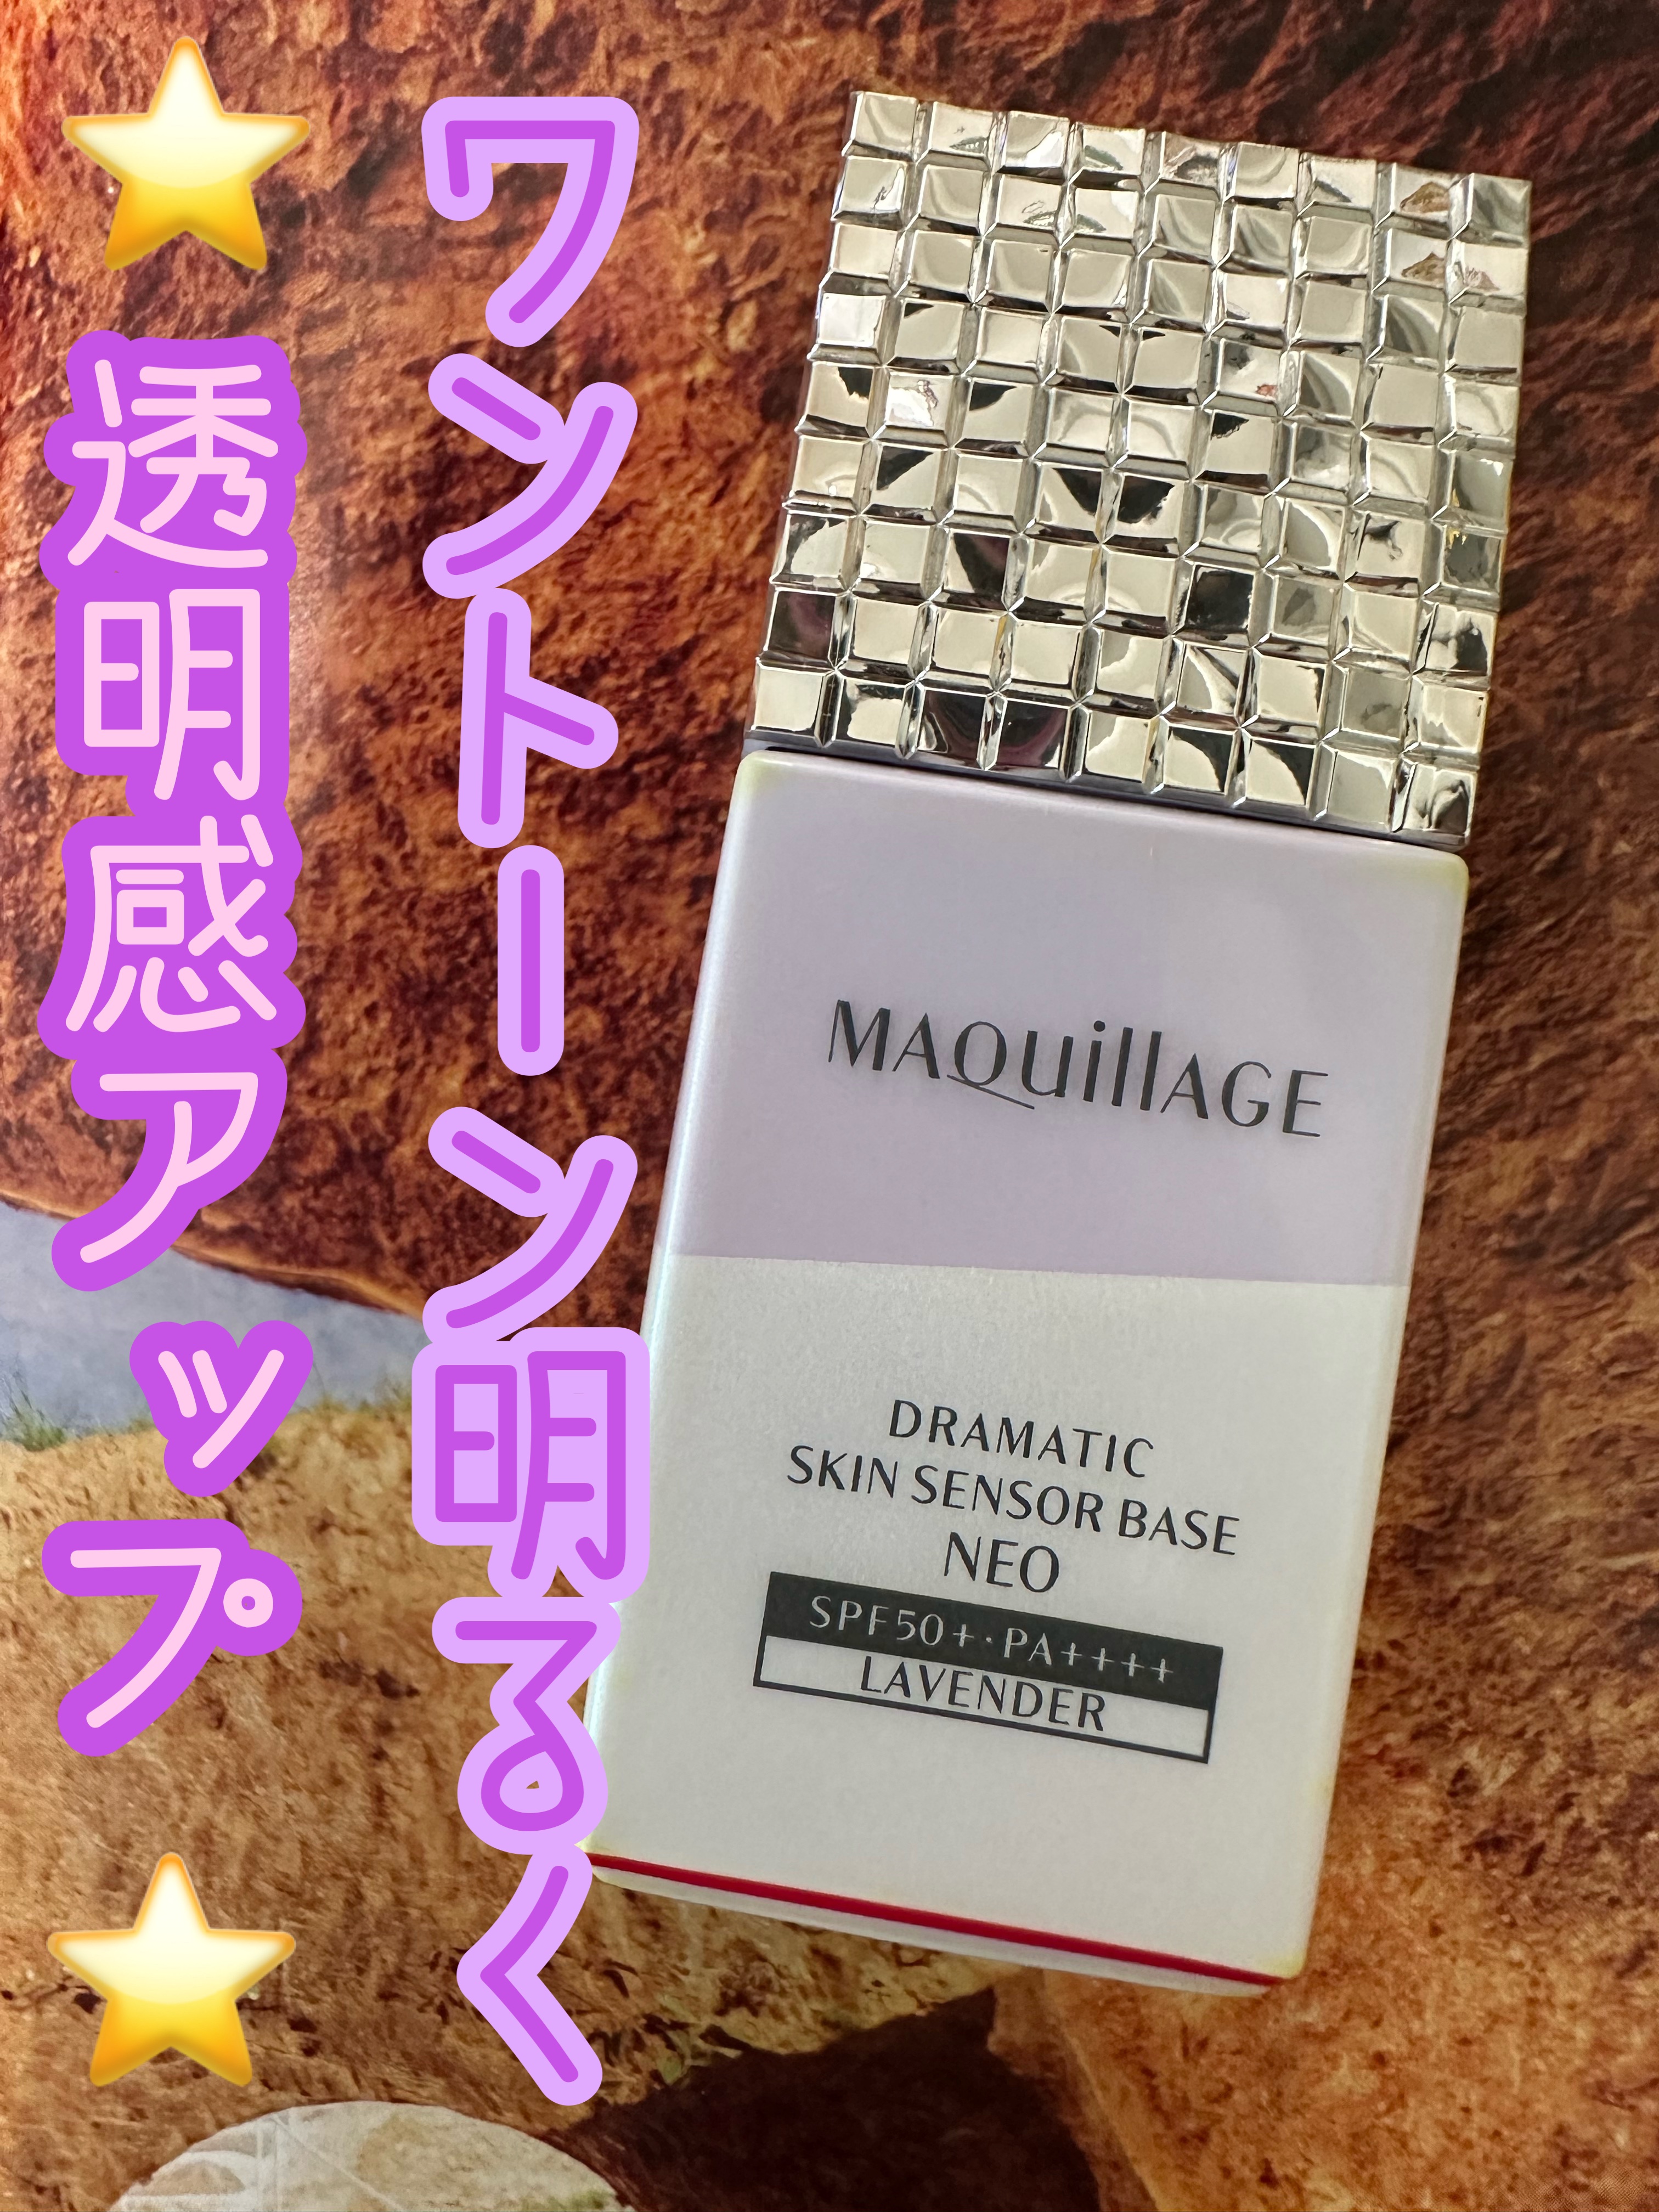 ワントーン明るく
⭐透明感アップ⭐
MAQuillAGE
DRAMATIC
SKIN SENSOR BASE
NEO
SPF50+・PA++++
LAVENDER